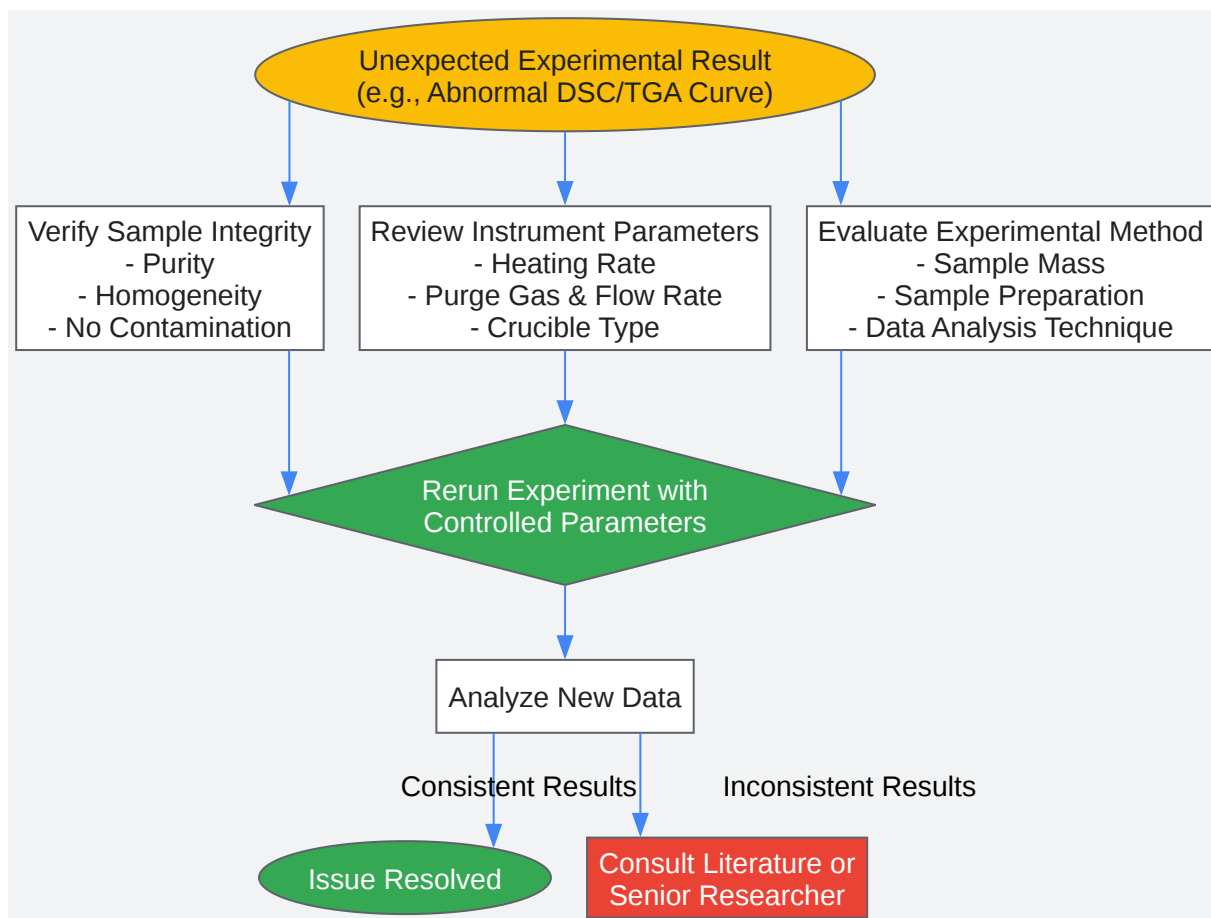 Unexpected Experimental Result
(e.g., Abnormal DSC/TGA Curve)
Verify Sample Integrity
- Purity
- Homogeneity
- No Contamination
Review Instrument Parameters
- Heating Rate
- Purge Gas & Flow Rate
- Crucible Type
Evaluate Experimental Method
- Sample Mass
- Sample Preparation
- Data Analysis Technique
Rerun Experiment with
Controlled Parameters
Analyze New Data
Consistent Results
Inconsistent Results
Issue Resolved
Consult Literature or
Senior Researcher